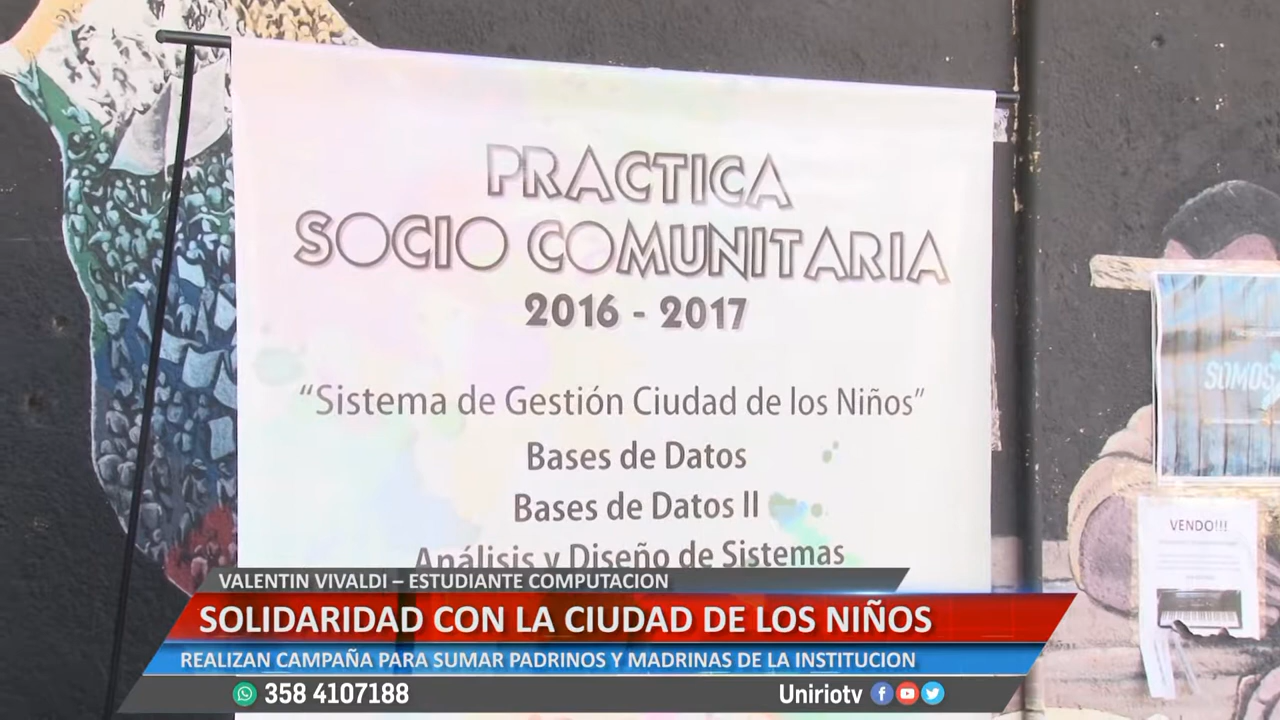 PRACTICA
SOCIO COMUNITARIA
2016 - 2017
“Sistema de Gestión Ciudad de los Niños”
Bases de Datos
Bases de Datos II
Análisis y Diseño de Sistemas
SOMOS
VENDO!!!
VALENTIN VIVALDI – ESTUDIANTE COMPUTACION
SOLIDARIDAD CON LA CIUDAD DE LOS NIÑOS
REALIZAN CAMPAÑA PARA SUMAR PADRINOS Y MADRINAS DE LA INSTITUCION
358 4107188
Uniriotv